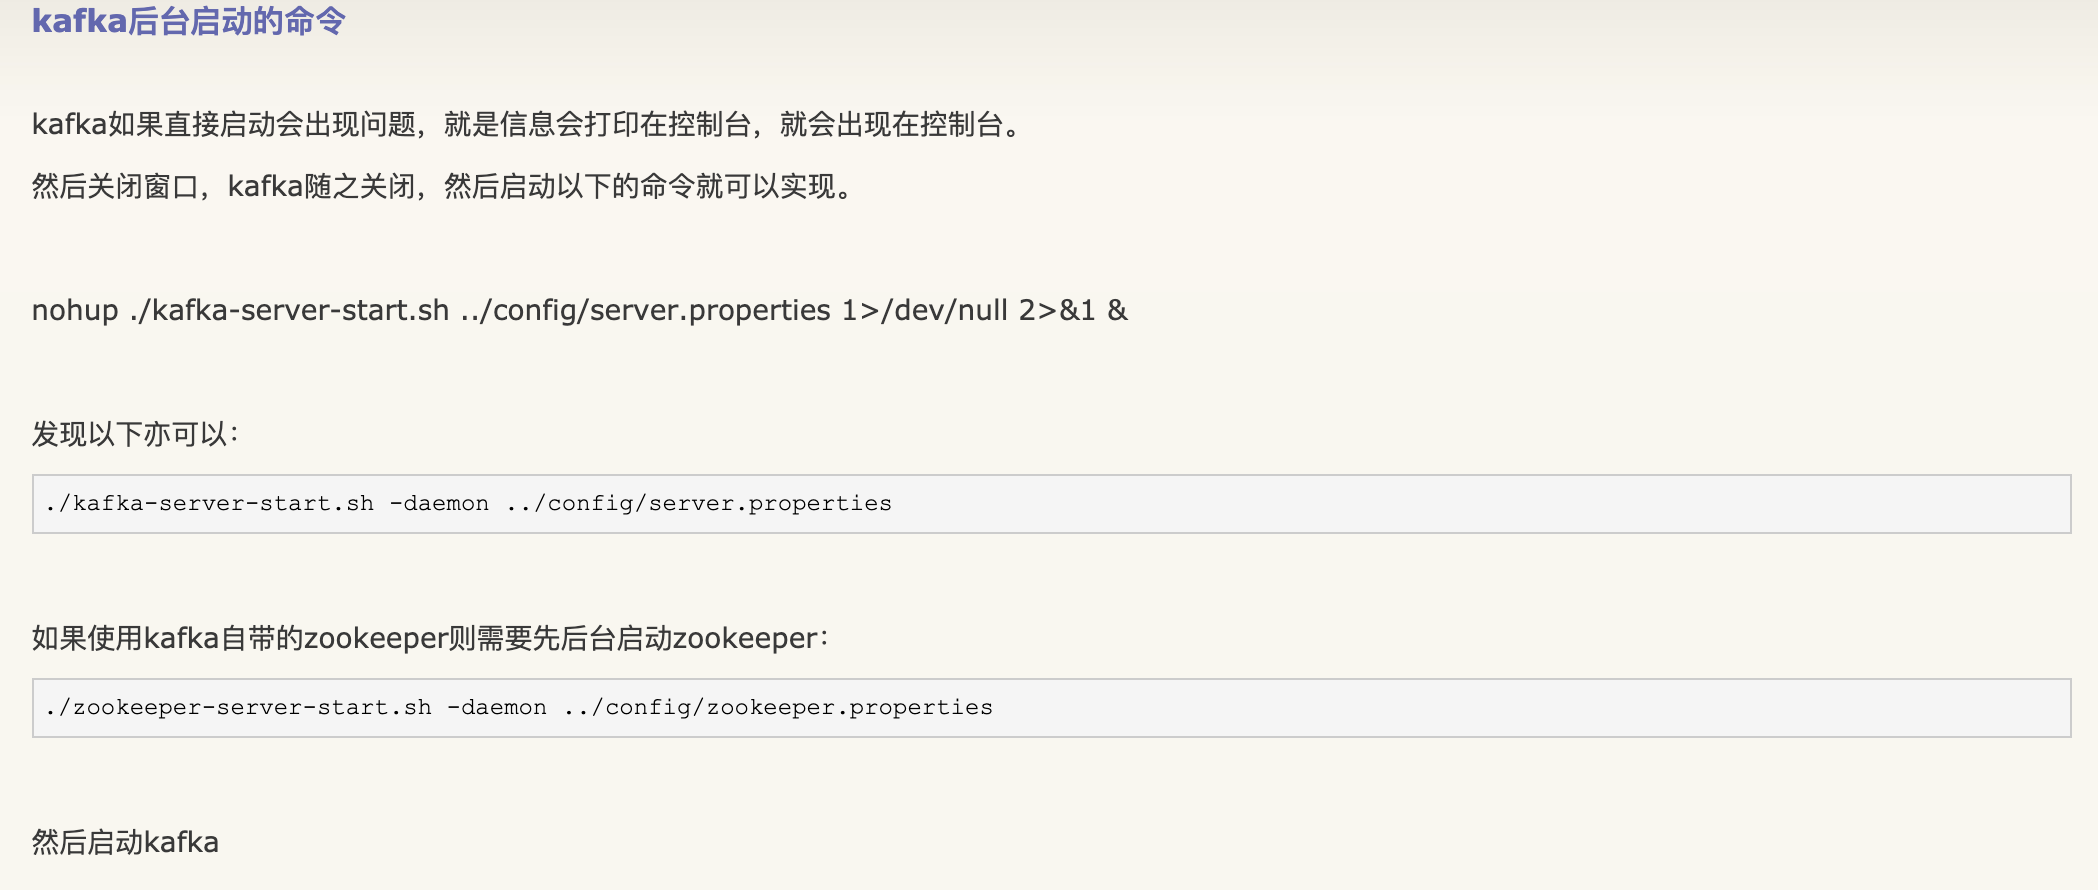 kafka后台启动的命令
kafka如果直接启动会出现问题，就是信息会打印在控制台，就会出现在控制台。
然后关闭窗口，kafka随之关闭，然后启动以下的命令就可以实现。
nohup ./kafka-server-start.sh ../config/server.properties 1>/dev/null 2>&1 &
发现以下亦可以：
./kafka-server-start.sh -daemon ../config/server.properties
如果使用kafka自带的zookeeper则需要先后台启动zookeeper：
./zookeeper-server-start.sh -daemon ../config/zookeeper.properties
然后启动kafka